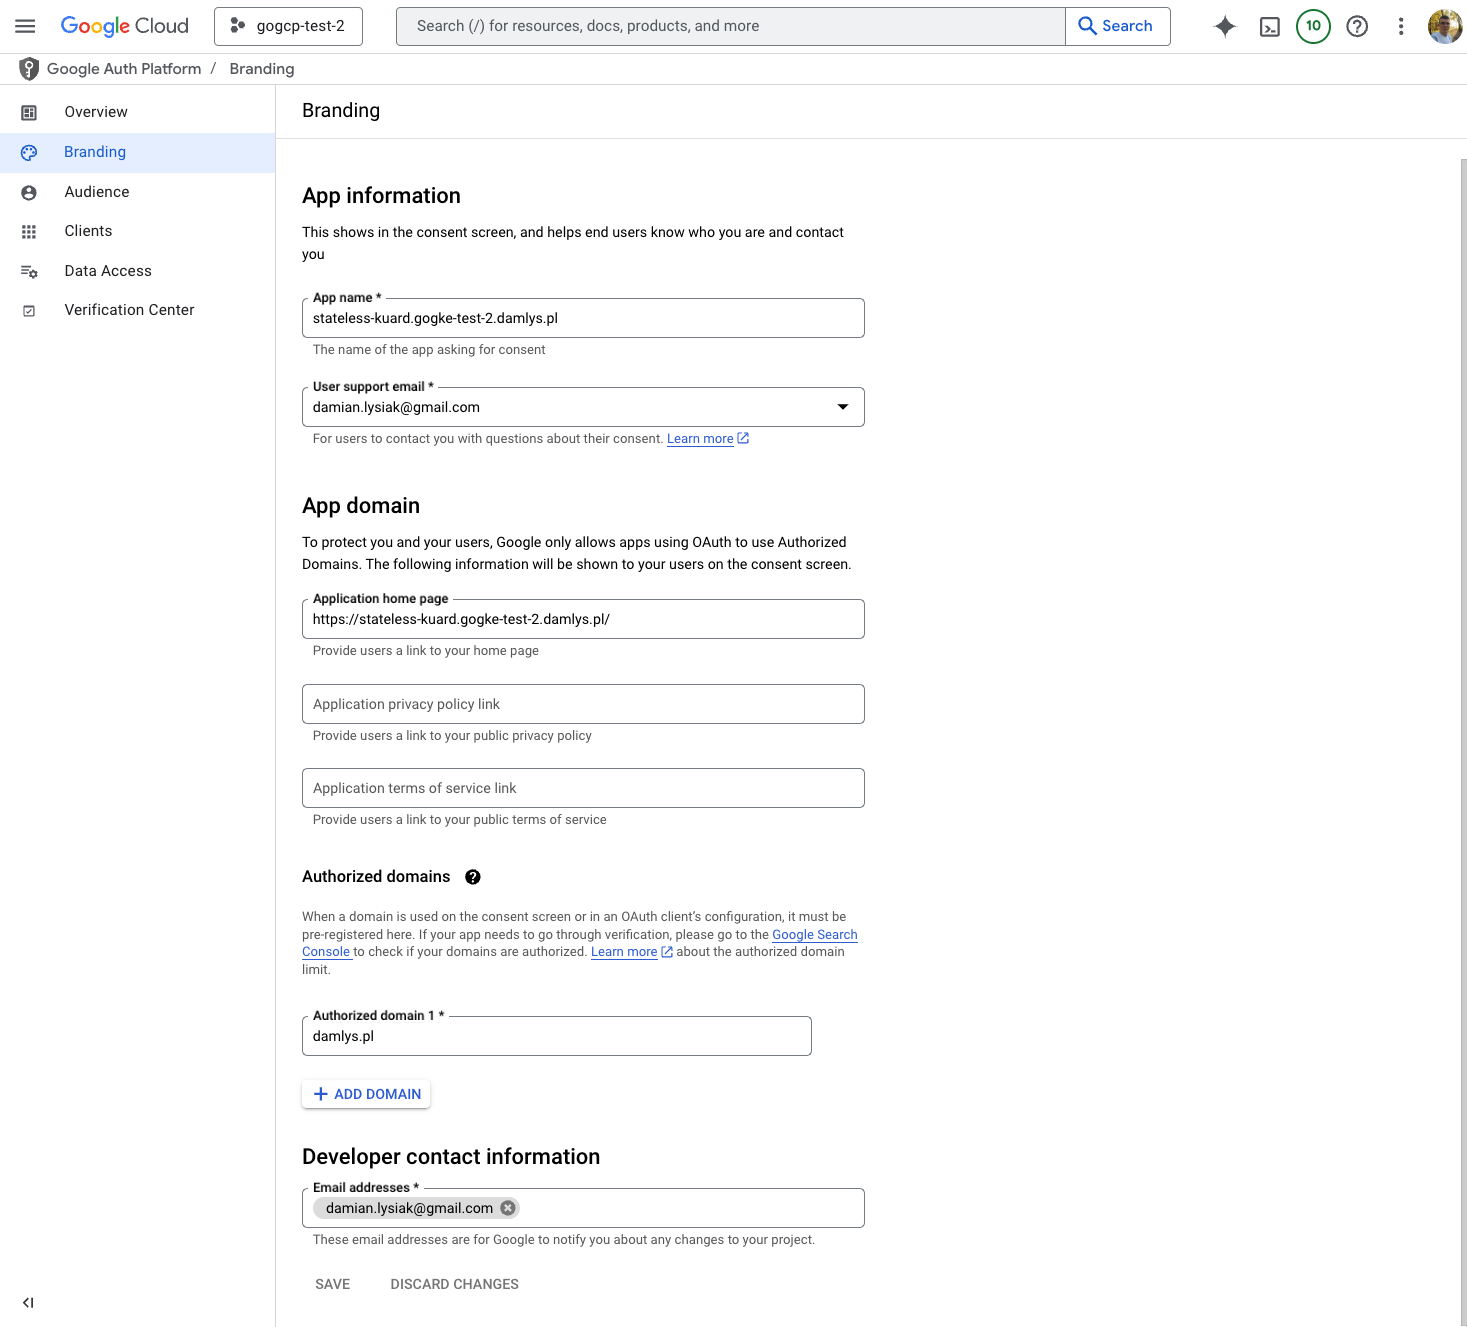 Google Cloud
gogcp-test-2
Search (/) for resources, docs, products, and more
Search
10
Google Auth Platform / Branding
Overview
Branding
Audience
Clients
Data Access
Verification Center
Branding
App information
This shows in the consent screen, and helps end users know who you are and contact
you
App name *
stateless-kuard.gogke-test-2.damlys.pl
The name of the app asking for consent
User support email *
damian.lysiak@gmail.com
For users to contact you with questions about their consent. Learn more
App domain
To protect you and your users, Google only allows apps using OAuth to use Authorized
Domains. The following information will be shown to your users on the consent screen.
Application home page
https://stateless-kuard.gogke-test-2.damlys.pl/
Provide users a link to your home page
Application privacy policy link
Provide users a link to your public privacy policy
Application terms of service link
Provide users a link to your public terms of service
Authorized domains
When a domain is used on the consent screen or in an OAuth client's configuration, it must be
pre-registered here. If your app needs to go through verification, please go to the Google Search
Console to check if your domains are authorized. Learn more about the authorized domain
limit.
Authorized domain 1 *
damlys.pl
ADD DOMAIN
Developer contact information
Email addresses *
damian.lysiak@gmail.com
These email addresses are for Google to notify you about any changes to your project.
SAVE DISCARD CHANGES